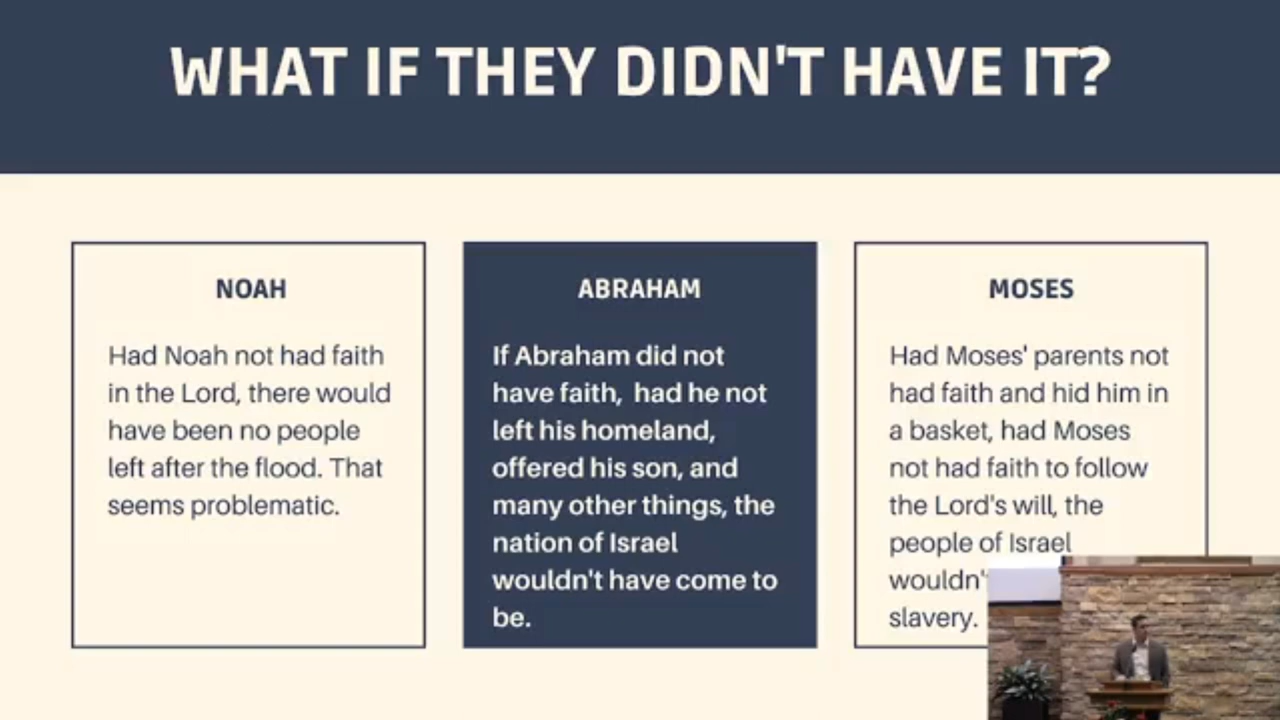 WHAT IF THEY DIDN'T HAVE IT?
NOAH
Had Noah not had faith
in the Lord, there would
have been no people
left after the flood. That
seems problematic.
ABRAHAM
If Abraham did not
have faith, had he not
left his homeland,
offered his son, and
many other things, the
nation of Israel
wouldn't have come to
be.
MOSES
Had Moses' parents not
had faith and hid him in
a basket, had Moses
not had faith to follow
the Lord's will, the
people of Israel
wouldn'
slavery.